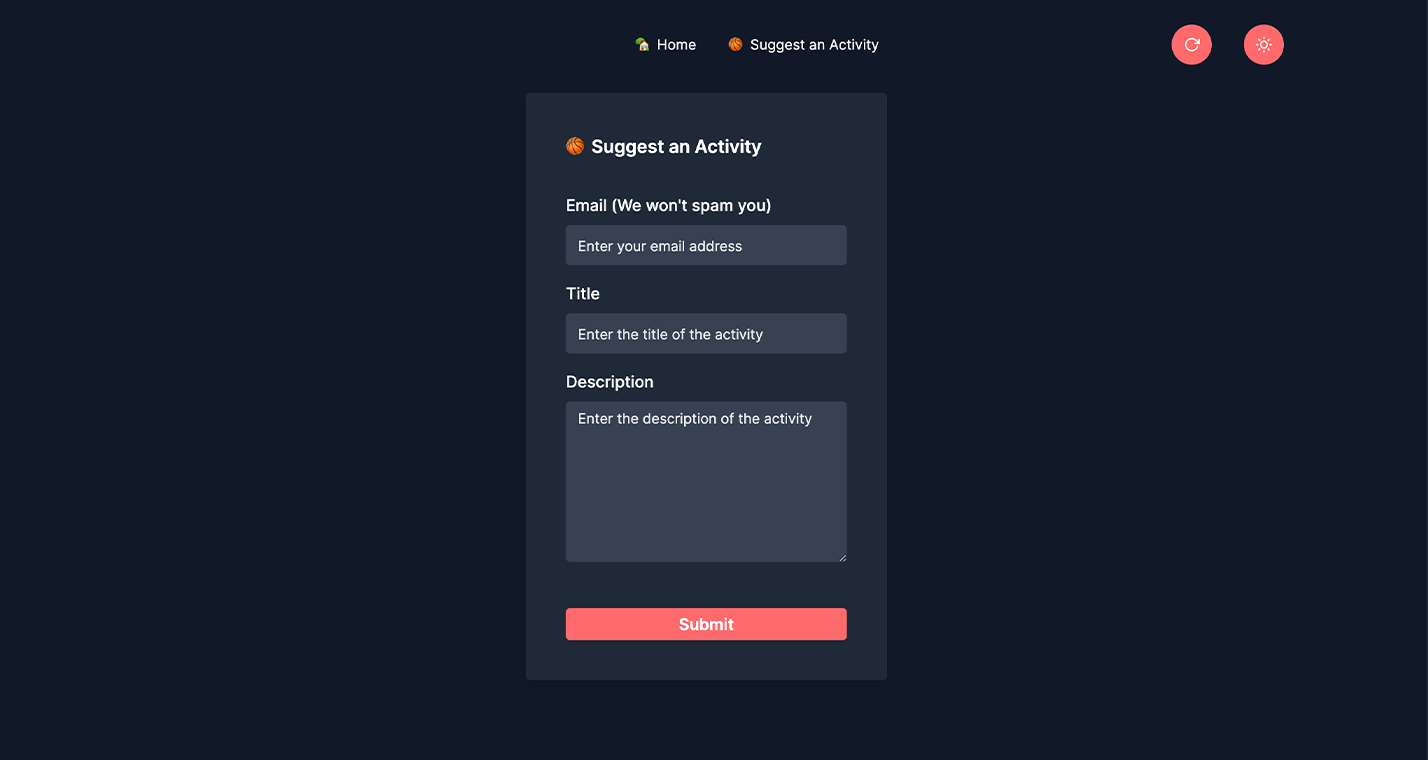 Home
Suggest an Activity
Suggest an Activity
Email (We won't spam you)
Enter your email address
Title
Enter the title of the activity
Description
Enter the description of the activity
Submit